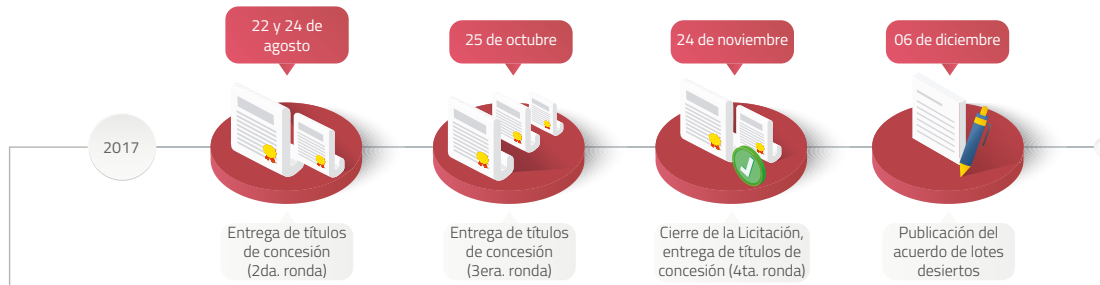 22 y 24 de
agosto
25 de octubre
24 de noviembre
06 de diciembre
2017
Entrega de títulos
de concesión
(2da. ronda)
Entrega de títulos
de concesión
(3era. ronda)
Cierre de la Licitación,
entrega de títulos de
concesión (4ta. ronda)
Publicación del
acuerdo de lotes
desiertos